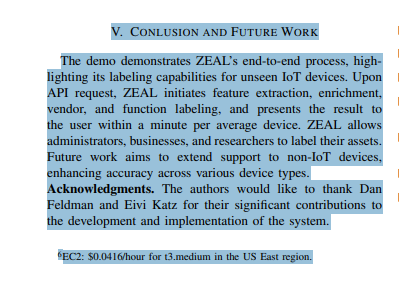 V. CONLUSION AND FUTURE WORK
The demo demonstrates ZEAL's end-to-end process, high-
lighting its labeling capabilities for unseen IoT devices. Upon
API request, ZEAL initiates feature extraction, enrichment,
vendor, and function labeling, and presents the result to
the user within a minute per average device. ZEAL allows
administrators, businesses, and researchers to label their assets.
Future work aims to extend support to non-IoT devices,
enhancing accuracy across various device types.
Acknowledgments. The authors would like to thank Dan
Feldman and Eivi Katz for their significant contributions to
the development and implementation of the system.
6EC2: $0.0416/hour for t3.medium in the US East region.